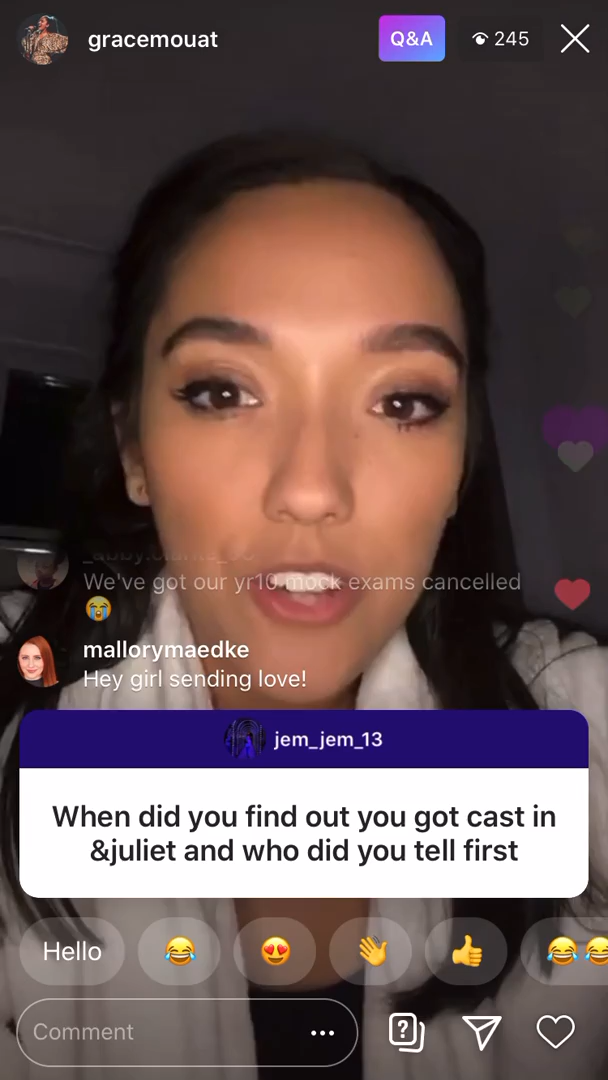 gracemouat
Q&A
245
We've got our yr10 mock exams cancelled
😭
mallorymaedke
Hey girl sending love!
jem_jem_13
When did you find out you got cast in
&juliet and who did you tell first
Hello
Comment